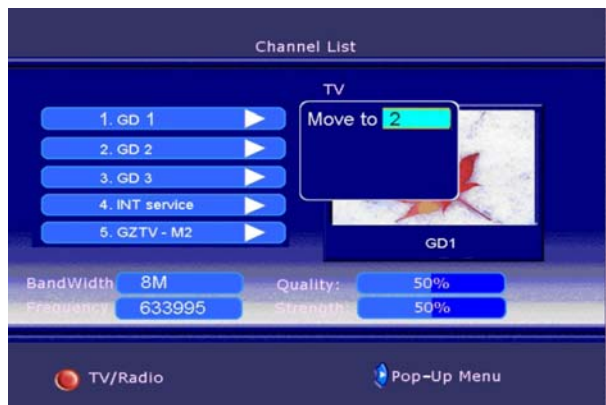 Channel List
TV
Move to 2
1. GD 1
2. GD 2
3. GD 3
4. INT service
5. GZTV - M2
GD1
BandWidth 8M
Quality: 50%
Frequency 633995
Strength: 50%
TV/Radio
Pop-Up Menu